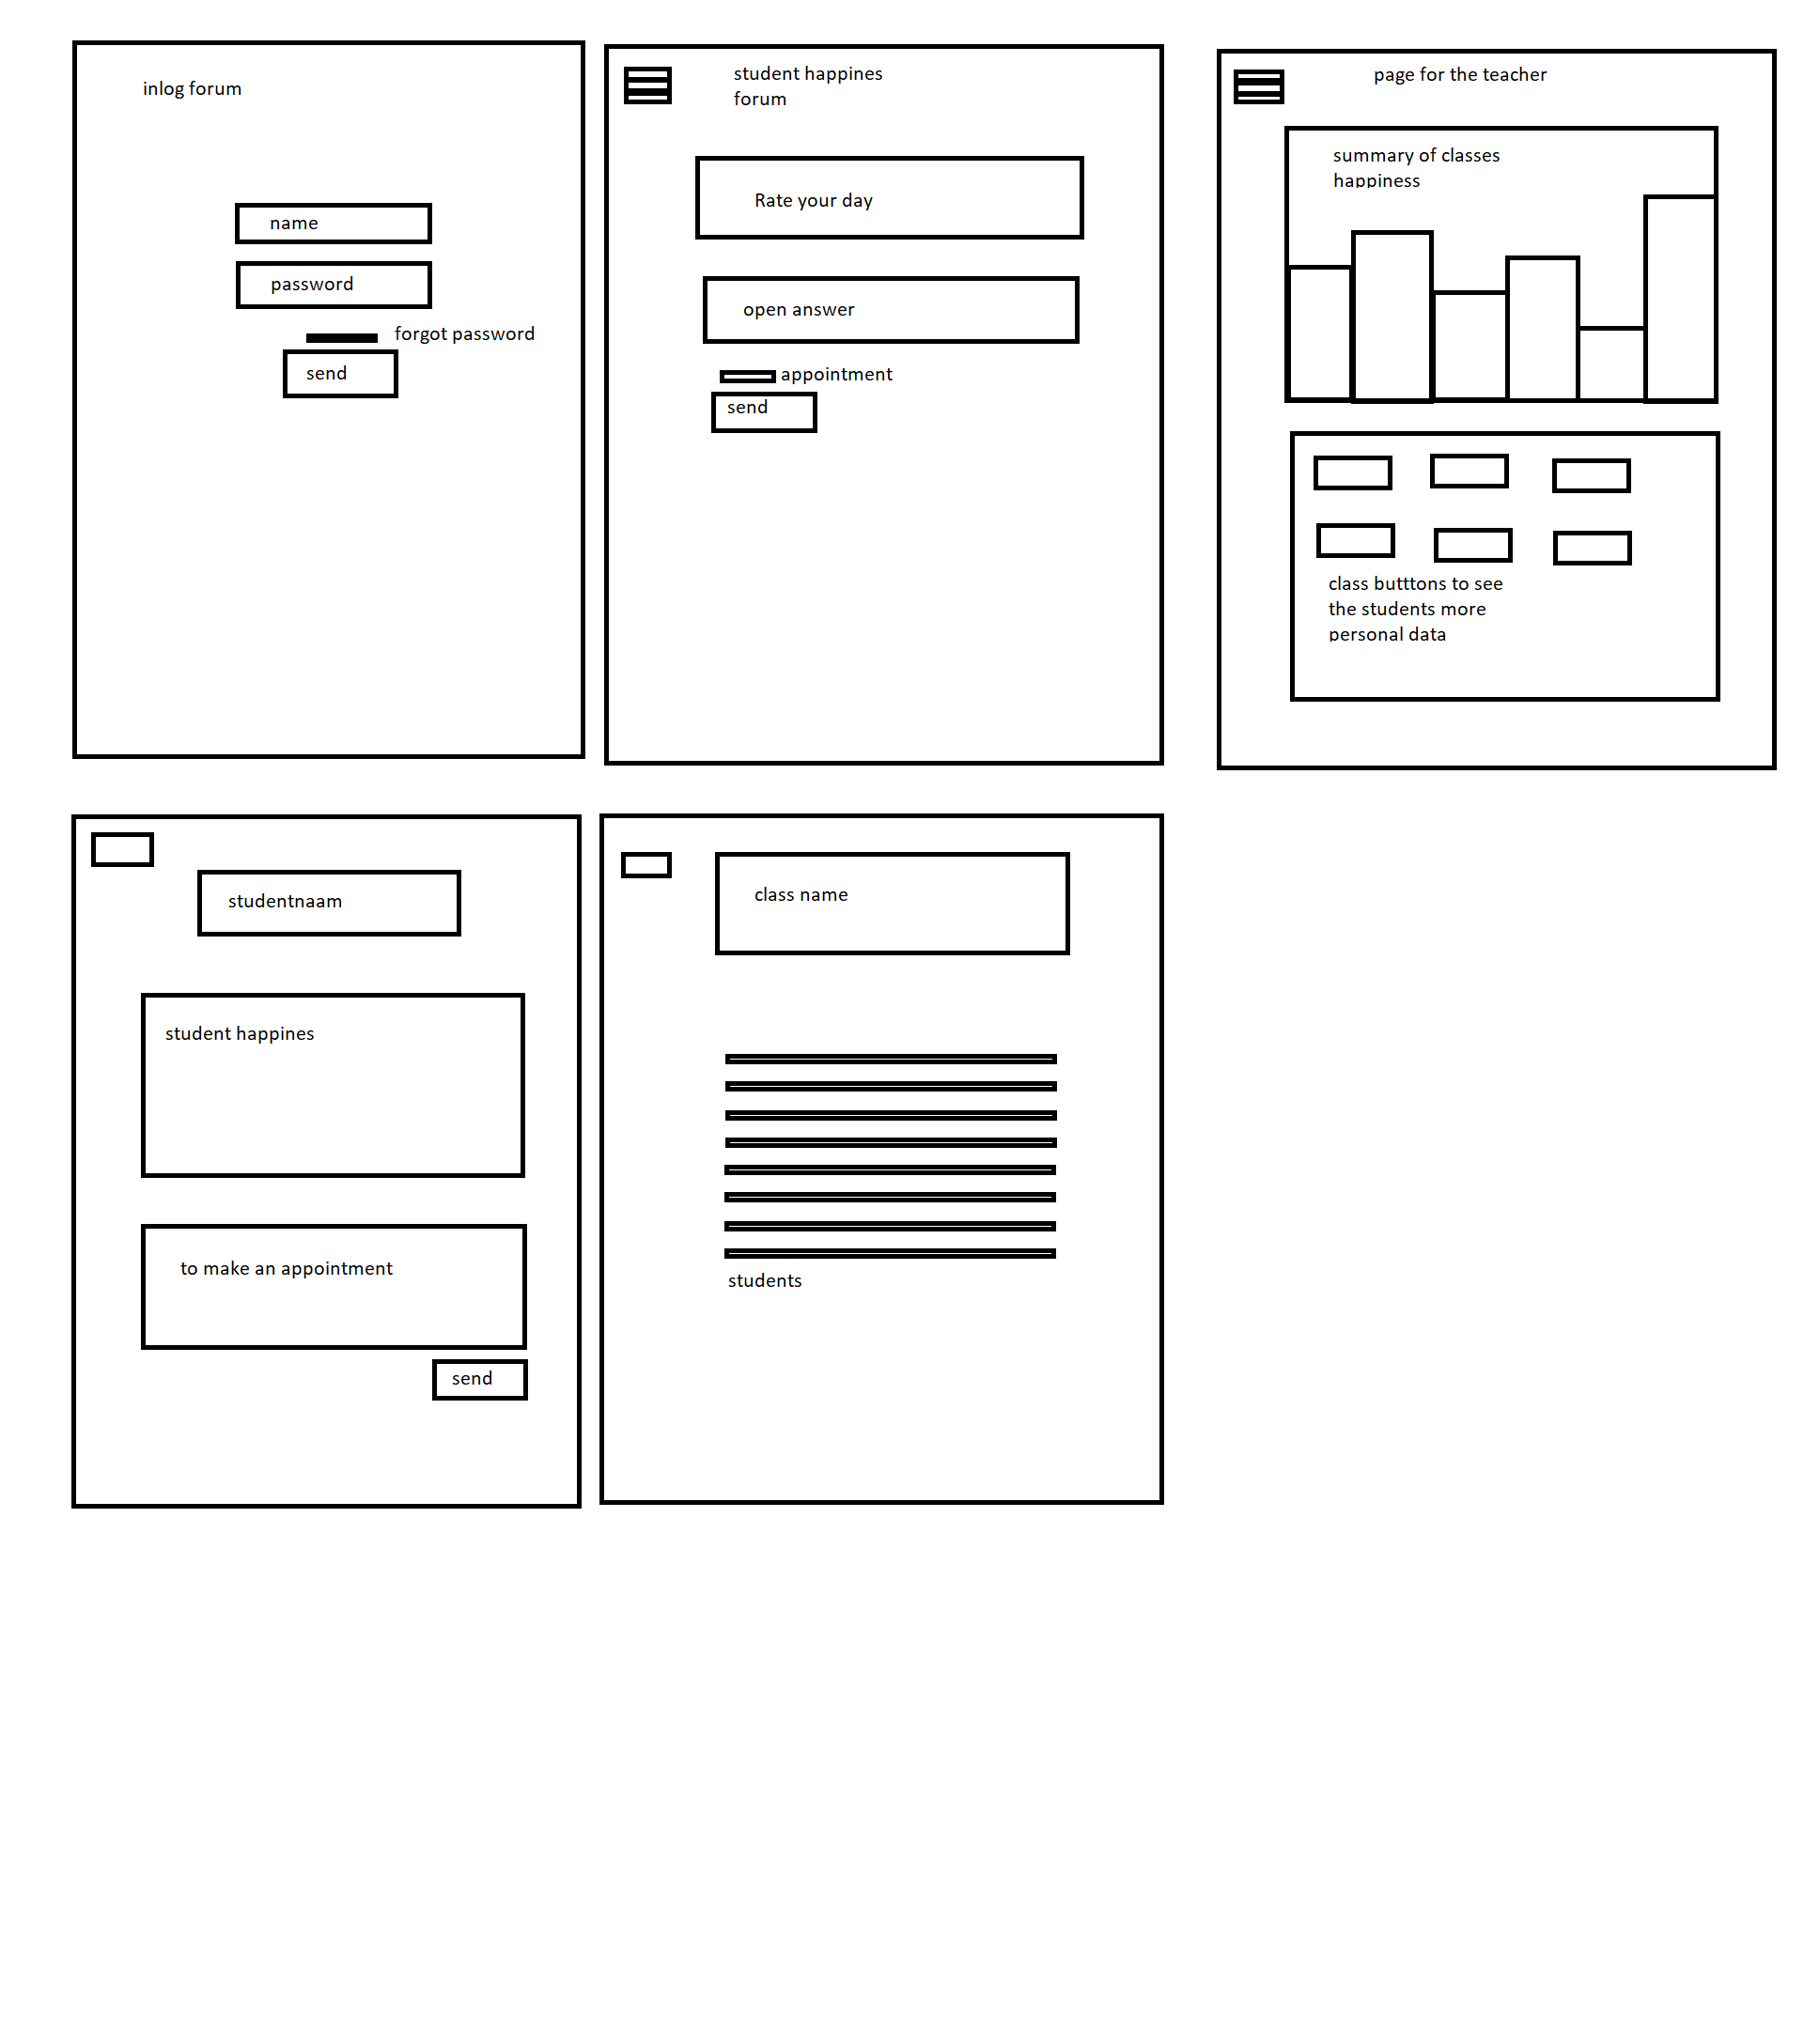 inlog forum
name
password
forgot password
send
student happines
forum
Rate your day
open answer
appointment
send
page for the teacher
summary of classes
happiness
class butttons to see
the students more
personal data
studentnaam
student happines
to make an appointment
send
class name
students